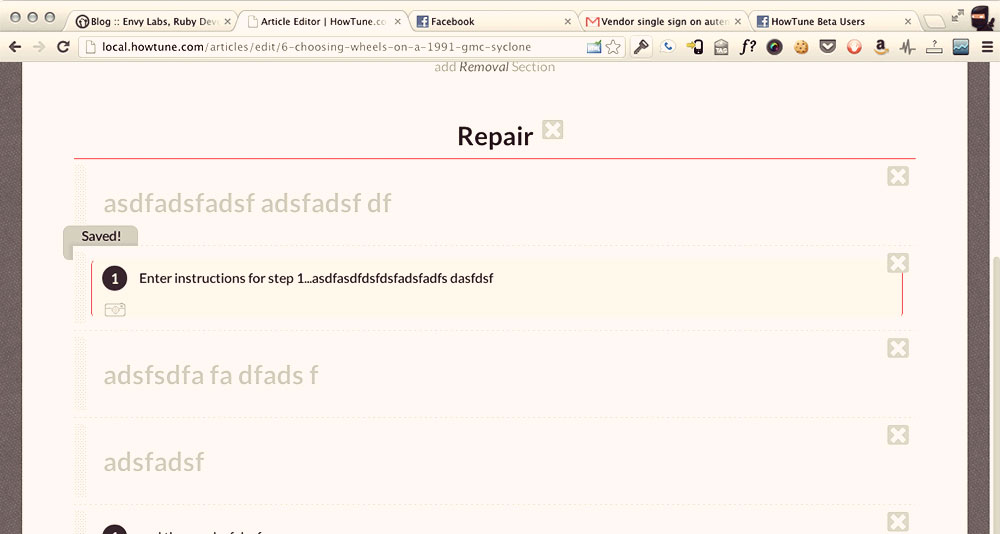 Blog :: Envy Labs, Ruby Dev
Article Editor | HowTune.co
Facebook
Vendor single sign on auten
HowTune Beta Users
local.howtune.com/articles/edit/6-choosing-wheels-on-a-1991-gmc-syclone
f?
add Removal Section
Repair
asdfadsfadsf adsfadsf df
Saved!
1 Enter instructions for step 1...asdfasdfdsfdsfadsfadfs dasfdsf
adsfsdfa fa dfads f
adsfadsf